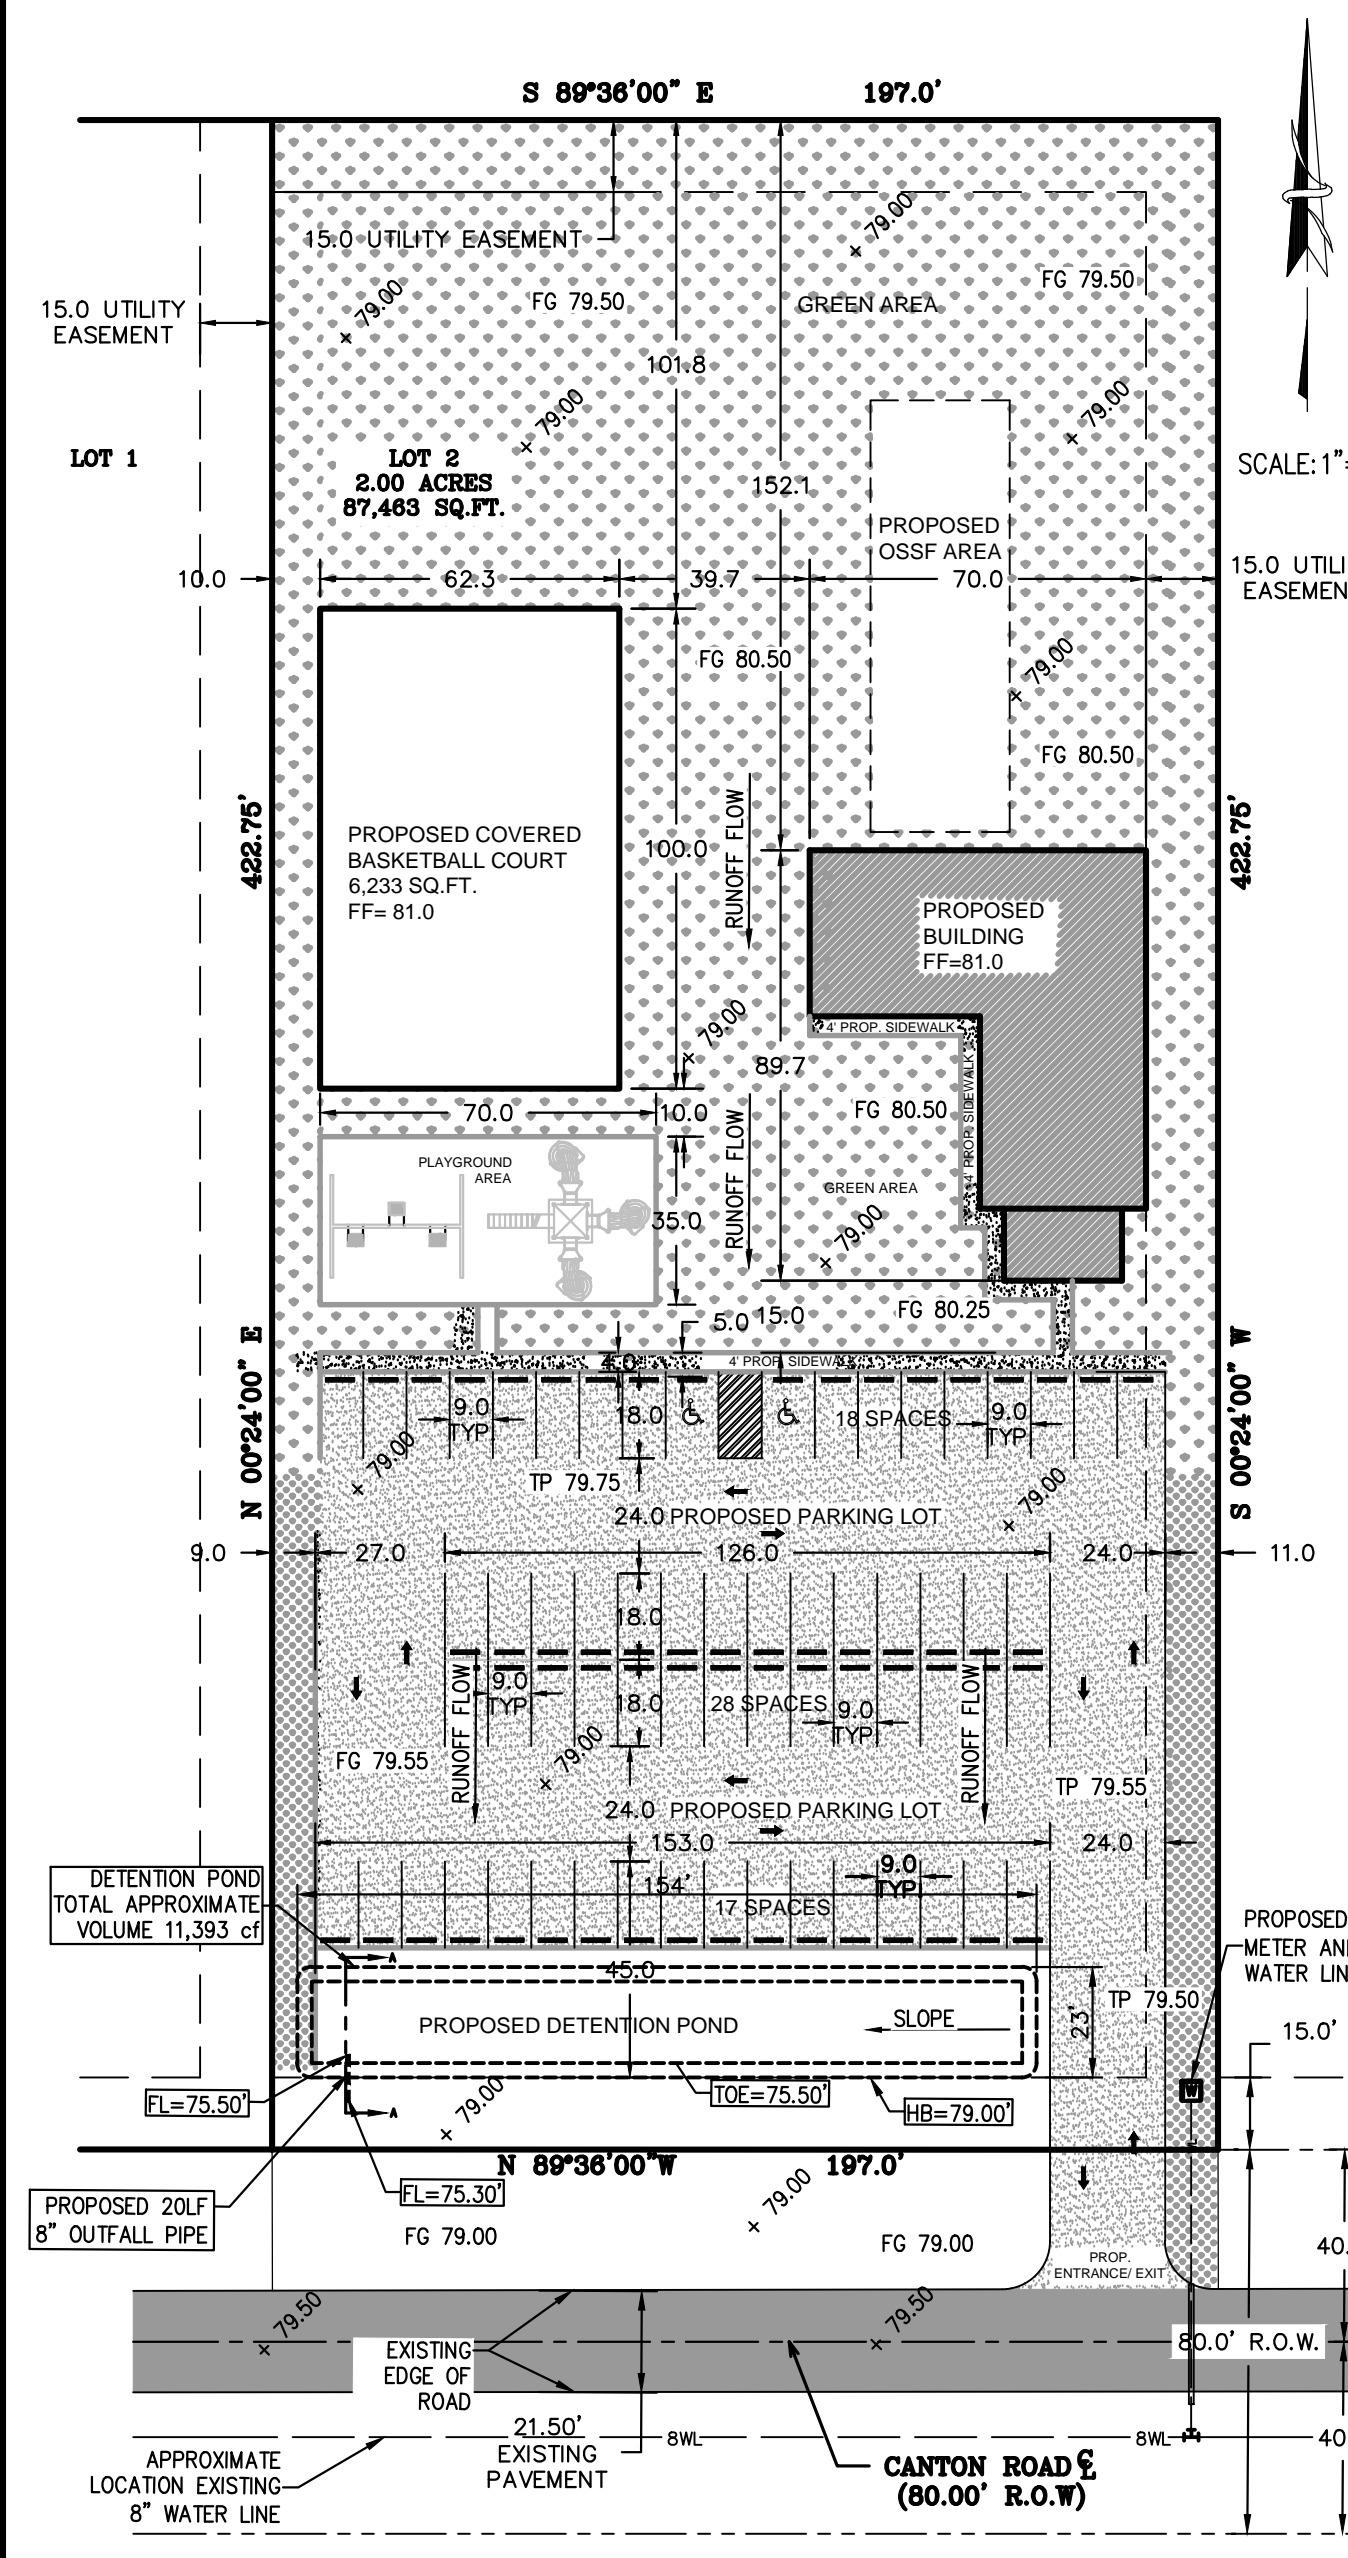 S 89°36'00" E 197.0'
15.0 UTILITY EASEMENT
79.00
FG 79.50
FG 79.50
GREEN AREA
79.00
15.0 UTILITY
EASEMENT
101.8
79.00
79.00
SCALE: 1"=
LOT 1
LOT 2
2.00 ACRES
87,463 SQ.FT.
152.1
PROPOSED
OSSF AREA
10.0
62.3
39.7
70.0
15.0 UTILI
EASEMEN
FG 80.50
79.00
FG 80.50
422.75'
PROPOSED COVERED
BASKETBALL COURT
6,233 SQ.FT.
FF= 81.0
100.0
RUNOFF FLOW
422.75'
PROPOSED
BUILDING
FF=81.0
4' PROP. SIDEWALK
79.00
89.7
4' PROP. SIDEWALK
70.0
10.0
FG 80.50
RUNOFF FLOW
PLAYGROUND
AREA
GREEN AREA
35.0
79.00
FG 80.25
5.0
15.0
N 00°24'00" E
S 00°24'00" W
4.0
4' PROP. SIDEWALK
9.0
TYP.
18.0
18 SPACES
9.0
TYP.
79.00
TP 79.75
79.00
24.0
PROPOSED PARKING LOT
9.0
27.0
126.0
24.0
11.0
18.0
RUNOFF FLOW
9.0
TYP.
18.0
28 SPACES
9.0
TYP.
RUNOFF FLOW
79.00
FG 79.55
TP 79.55
24.0
PROPOSED PARKING LOT
153.0
24.0
9.0
TYP.
DETENTION POND
TOTAL APPROXIMATE
VOLUME 11,393 cf
154'
17 SPACES
PROPOSED
METER AN
WATER LIN
A
45.0
TP 79.50
PROPOSED DETENTION POND
SLOPE
23'
15.0'
FL=75.50'
TOE=75.50'
HB=79.00'
W
A
79.00
WL
N 89°36'00"W 197.0'
FL=75.30'
79.00
PROPOSED 20LF
8" OUTFALL PIPE
FG 79.00
FG 79.00
40.
PROP.
ENTRANCE/ EXIT
79.50
79.50
EXISTING
EDGE OF
ROAD
80.0' R.O.W.
21.50'
EXISTING
PAVEMENT
8WL
8WL
40
APPROXIMATE
LOCATION EXISTING
8" WATER LINE
CANTON ROAD ℄
(80.00' R.O.W)